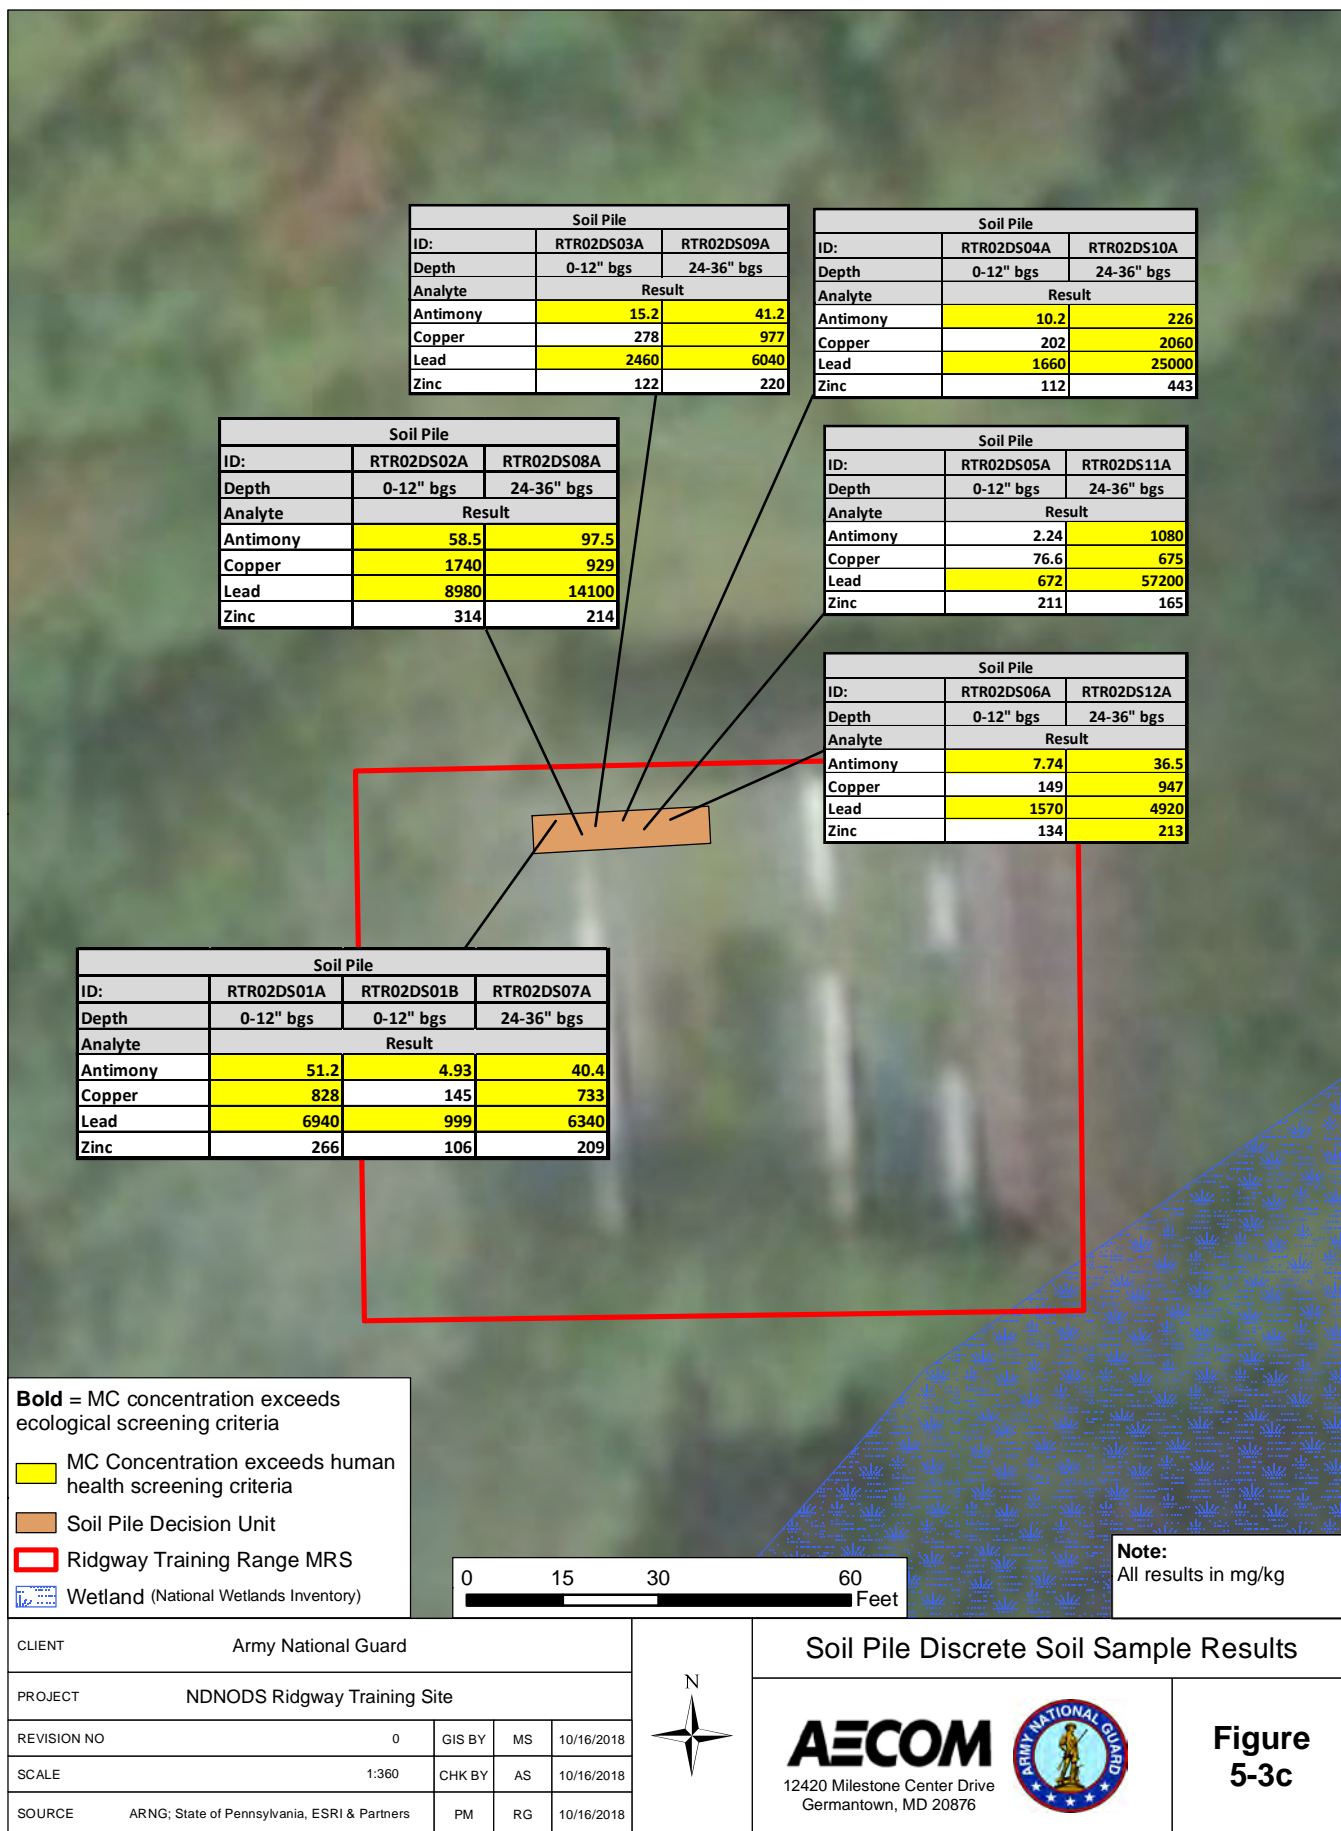 Soil Pile
ID: RTR02DS03A RTR02DS09A
Depth 0-12" bgs 24-36" bgs
Analyte Result
Antimony 15.2 41.2
Copper 278 977
Lead 2460 6040
Zinc 122 220
Soil Pile
ID: RTR02DS04A RTR02DS10A
Depth 0-12" bgs 24-36" bgs
Analyte Result
Antimony 10.2 226
Copper 202 2060
Lead 1660 25000
Zinc 112 443
Soil Pile
ID: RTR02DS02A RTR02DS08A
Depth 0-12" bgs 24-36" bgs
Analyte Result
Antimony 58.5 97.5
Copper 1740 929
Lead 8980 14100
Zinc 314 214
Soil Pile
ID: RTR02DS05A RTR02DS11A
Depth 0-12" bgs 24-36" bgs
Analyte Result
Antimony 2.24 1080
Copper 76.6 675
Lead 672 57200
Zinc 211 165
Soil Pile
ID: RTR02DS06A RTR02DS12A
Depth 0-12" bgs 24-36" bgs
Analyte Result
Antimony 7.74 36.5
Copper 149 947
Lead 1570 4920
Zinc 134 213
Soil Pile
ID: RTR02DS01A RTR02DS01B RTR02DS07A
Depth 0-12" bgs 0-12" bgs 24-36" bgs
Analyte Result
Antimony 51.2 4.93 40.4
Copper 828 145 733
Lead 6940 999 6340
Zinc 266 106 209
Bold = MC concentration exceeds
ecological screening criteria
MC Concentration exceeds human
health screening criteria
Soil Pile Decision Unit
Ridgway Training Range MRS
Wetland (National Wetlands Inventory)
0 15 30 60
Feet
Note:
All results in mg/kg
CLIENT Army National Guard
PROJECT NDNODS Ridgway Training Site
REVISION NO 0 GIS BY MS 10/16/2018
SCALE 1:360 CHK BY AS 10/16/2018
SOURCE ARNG; State of Pennsylvania, ESRI & Partners PM RG 10/16/2018
N
Soil Pile Discrete Soil Sample Results
AECOM
12420 Milestone Center Drive
Germantown, MD 20876
ARMY NATIONAL GUARD
Figure
5-3c